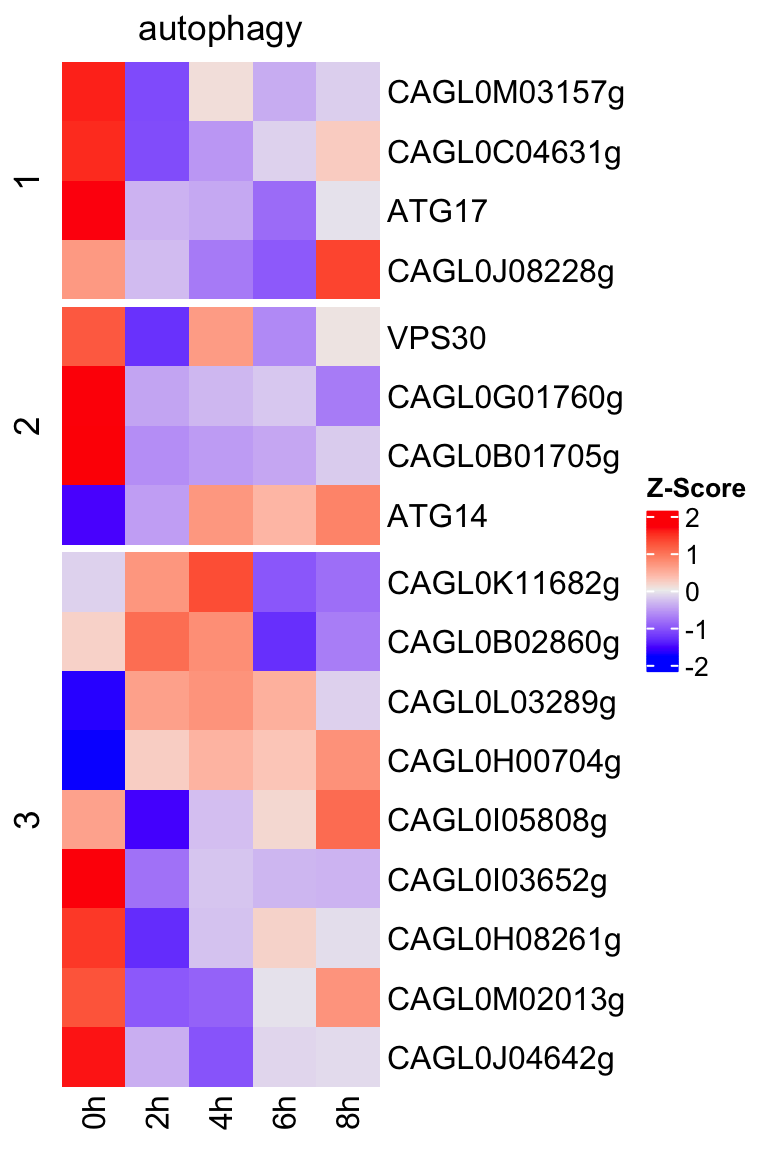 autophagy
1
CAGL0M03157g
CAGL0C04631g
ATG17
CAGL0J08228g
2
VPS30
CAGL0G01760g
CAGL0B01705g
ATG14
3
CAGL0K11682g
CAGL0B02860g
CAGL0L03289g
CAGL0H00704g
CAGL0I05808g
CAGL0I03652g
CAGL0H08261g
CAGL0M02013g
CAGL0J04642g
0h 2h 4h 6h 8h
Z-Score
2
1
0
-1
-2